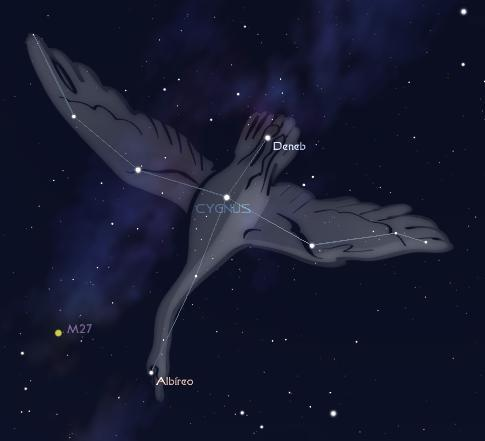 Deneb
CYGNUS
M27
Albireo